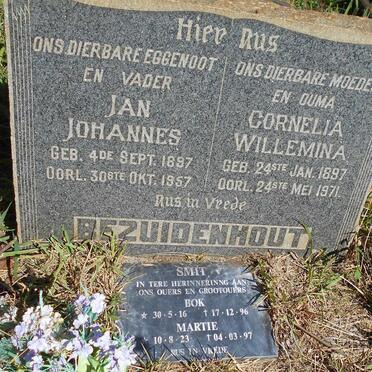 Hier Rus
ONS DIERBARE EGGENOOT
EN VADER
JAN
JOHANNES
GEB. 4DE SEPT. 1897
OORL. 30STE OKT. 1957
ONS DIERBARE MOEDE
EN OUMA
CORNELIA
WILLEMINA
GEB. 24STE JAN. 1897
OORL. 24STE MEI 1971.
Rus in Vrede
BEZUIDENHOUT
SMIT
IN TERE HERINNERINNG AAN
ONS OUERS EN GROOTOUERS
BOK
* 30-5-16 †17-12-96
MARTIE
10-8-23 †04-03-97
RUS IN VREDE